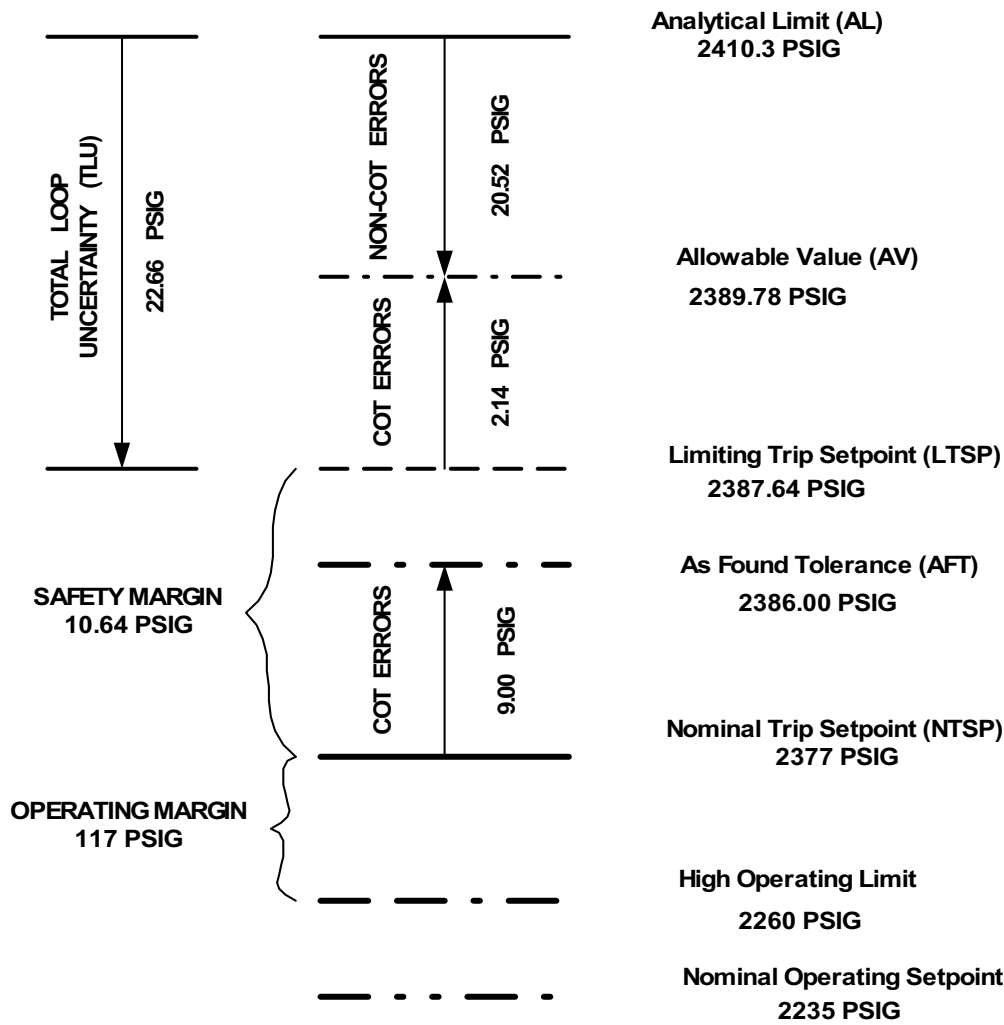 Analytical Limit (AL)
2410.3 PSIG
TOTAL LOOP
UNCERTAINTY (TLU)
22.66 PSIG
NON-COT ERRORS
20.52 PSIG
Allowable Value (AV)
2389.78 PSIG
COT ERRORS
2.14 PSIG
Limiting Trip Setpoint (LTSP)
2387.64 PSIG
As Found Tolerance (AFT)
2386.00 PSIG
SAFETY MARGIN
10.64 PSIG
COT ERRORS
9.00 PSIG
Nominal Trip Setpoint (NTSP)
2377 PSIG
OPERATING MARGIN
117 PSIG
High Operating Limit
2260 PSIG
Nominal Operating Setpoint
2235 PSIG